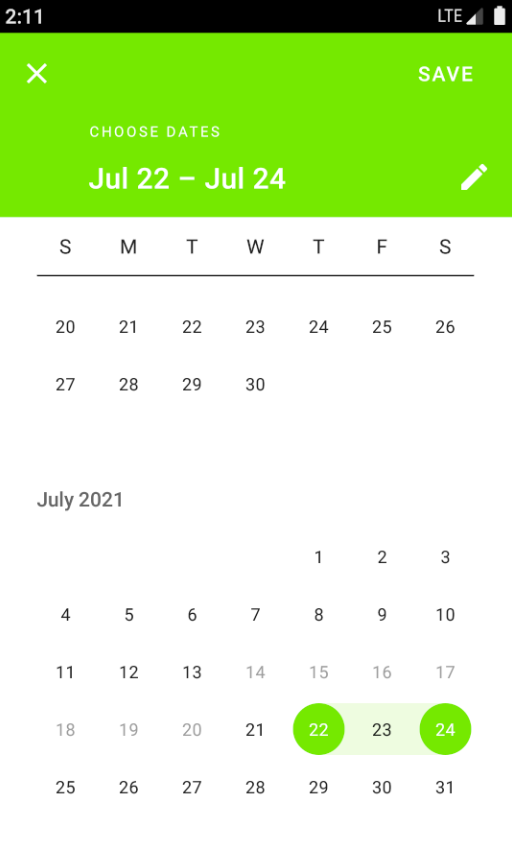 2:11 LTE
SAVE
CHOOSE DATES
Jul 22 – Jul 24
S M T W T F S
20 21 22 23 24 25 26
27 28 29 30
July 2021
1 2 3
4 5 6 7 8 9 10
11 12 13 14 15 16 17
18 19 20 21 22 23 24
25 26 27 28 29 30 31